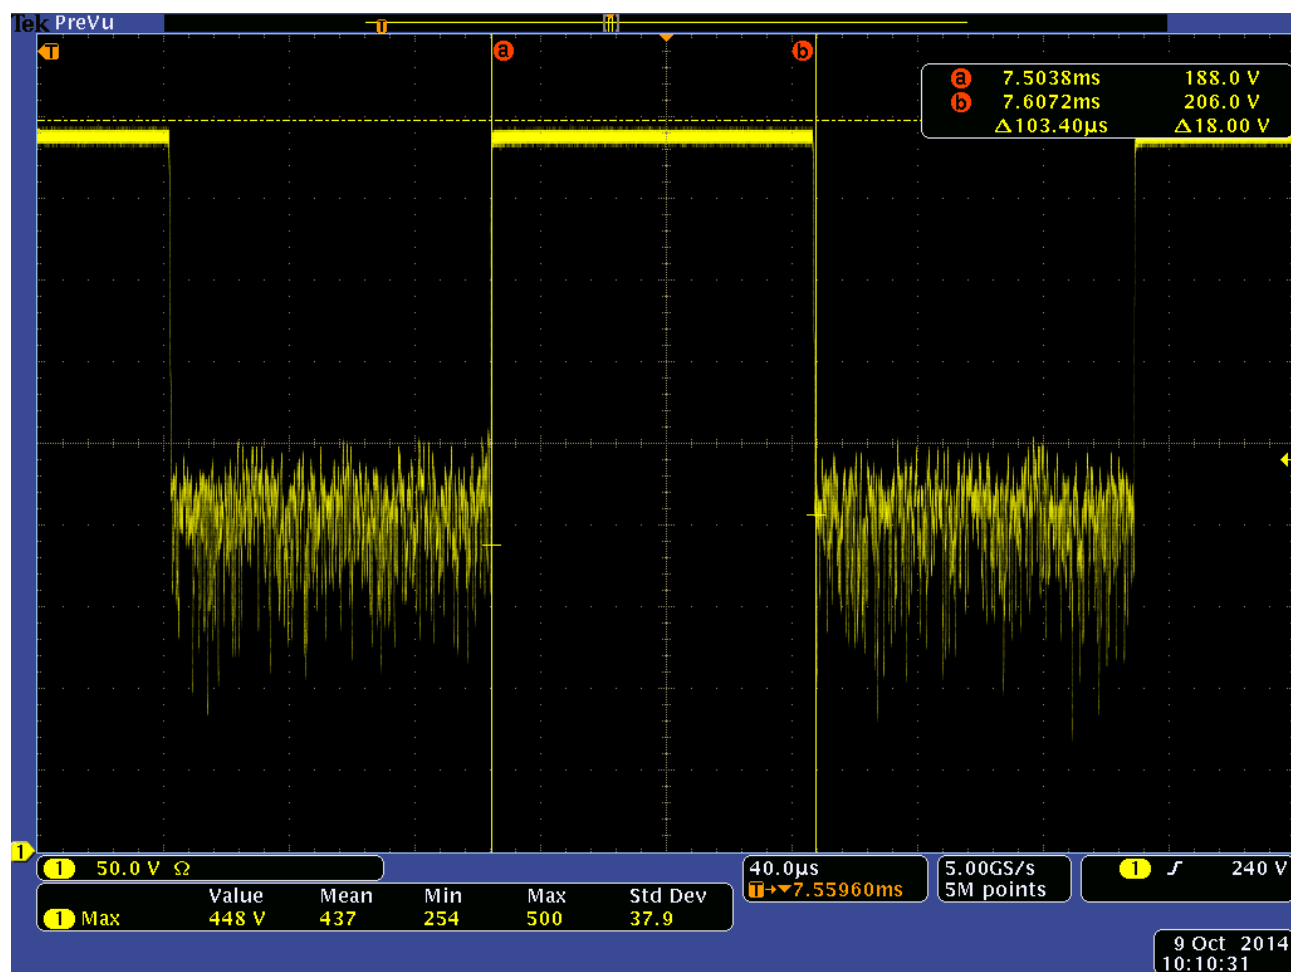 Tek PreVu
T
T
a
b
a 7.5038ms 188.0 V
b 7.6072ms 206.0 V
Δ103.40μs Δ18.00 V
1
1 50.0 V Ω
40.0μs
T→▼7.55960ms
5.00GS/s
5M points
1 240 V
Value Mean Min Max Std Dev
1 Max 448 V 437 254 500 37.9
9 Oct 2014
10:10:31